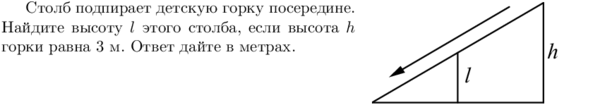 Столб подпирает детскую горку посередине.
Найдите высоту l этого столба, если высота h
горки равна 3 м. Ответ дайте в метрах.
h
l